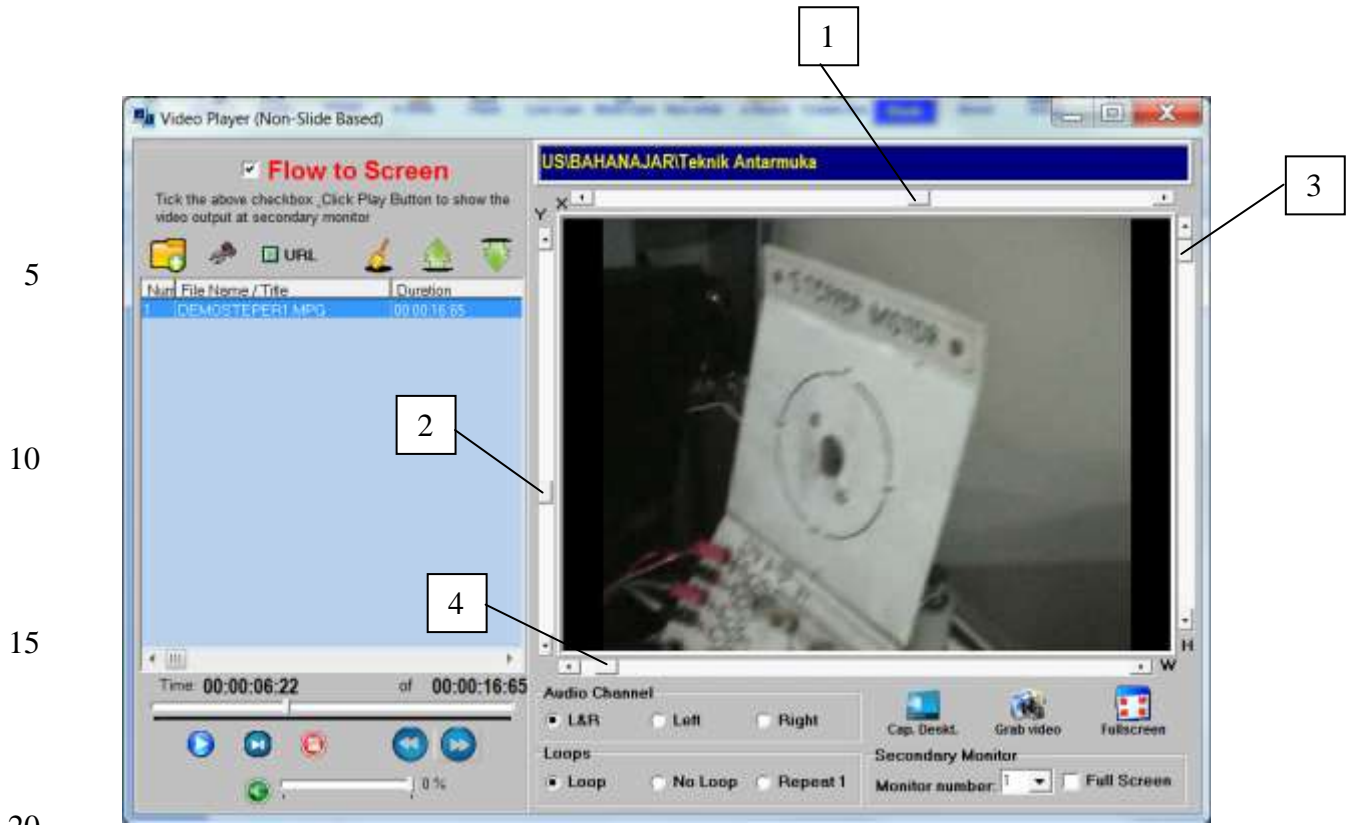 1
Video Player (Non-Slide Based)
3
US\BAHANAJAR\Teknik Antarmuka
Flow to Screen
Tick the above checkbox ,Click Play Button to show the
video output at secondary monitor
X
Y
URL
5
Num File Name / Title Duration
1 DEMOSTEPER1.MPG 00:00:16:65
STEPPER MOTOR
2
10
4
15
H
W
Time: 00:00:06:22 of 00:00:16:65
Audio Channel
L&R Left Right
Cap. Deskt. Grab video Fullscreen
Loops
Loop No Loop Repeat 1
Secondary Monitor
Monitor number: 1 Full Screen
0 %
20